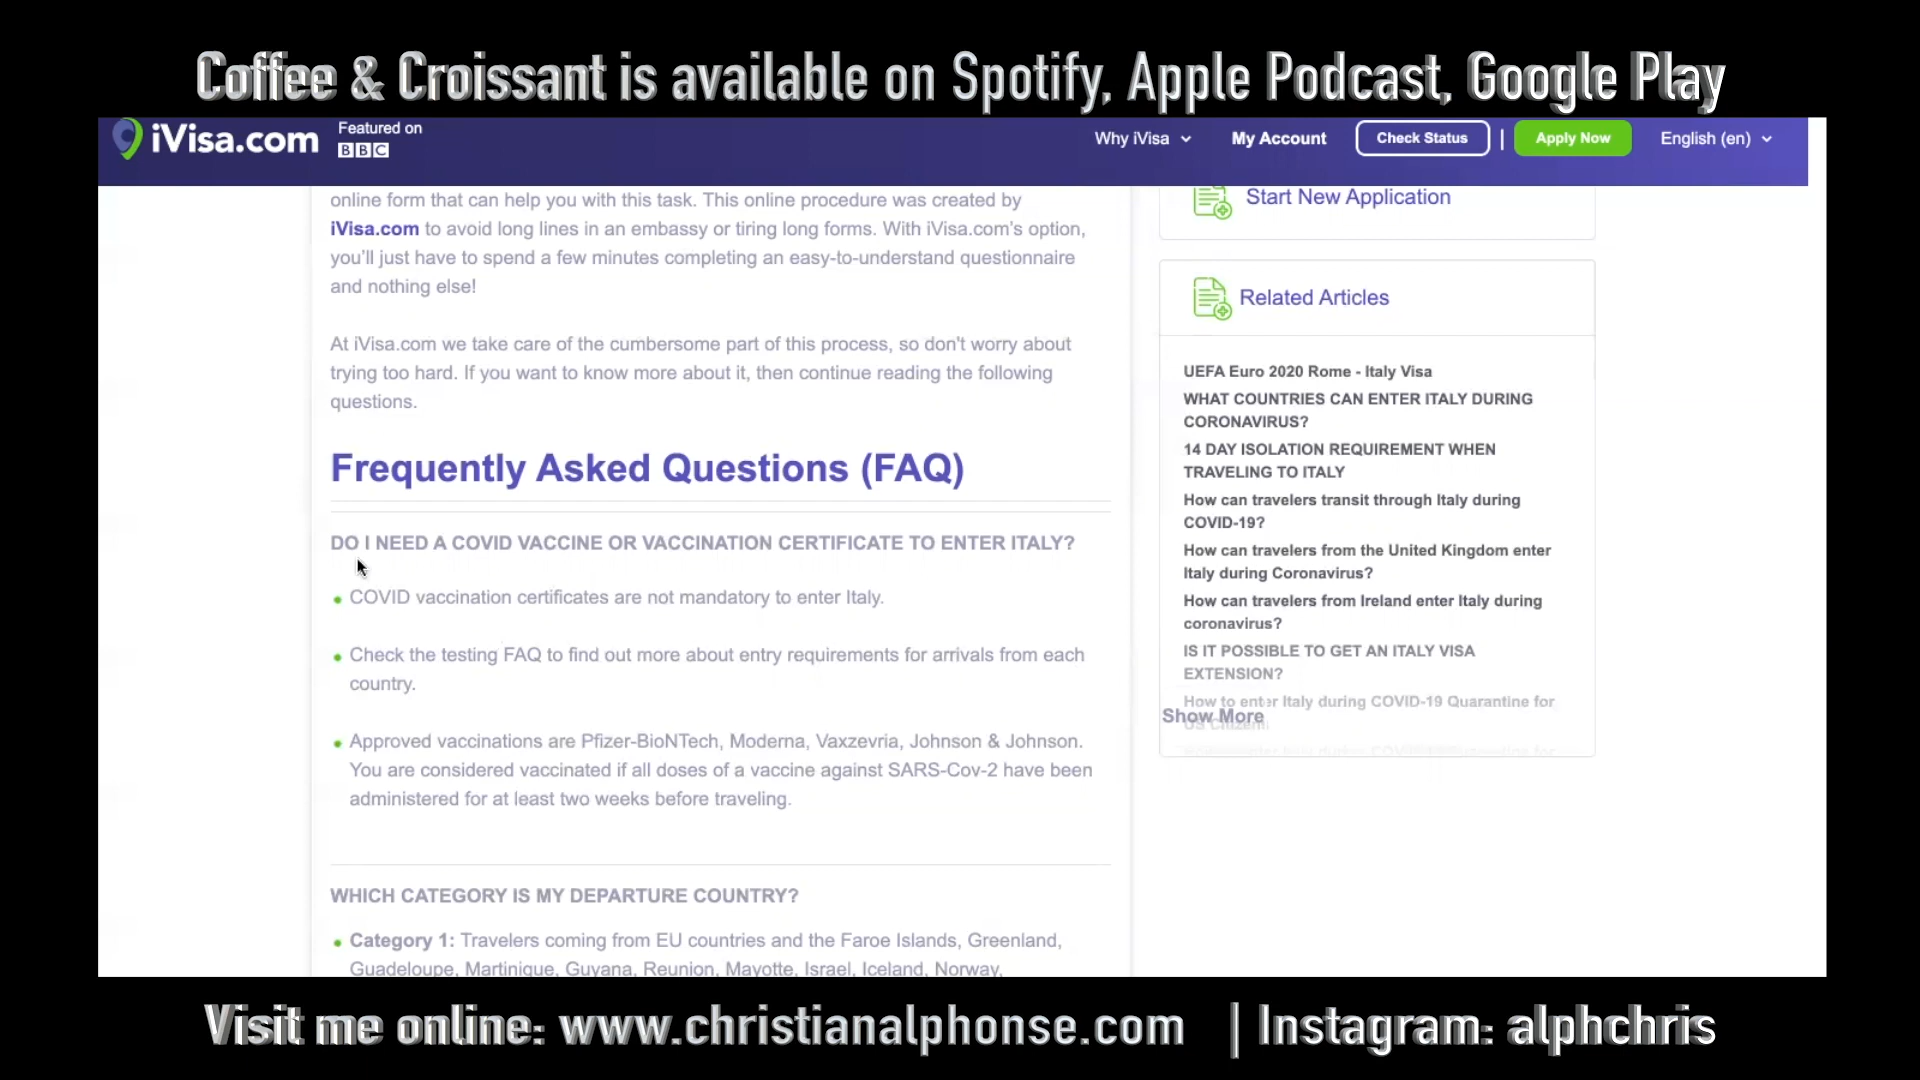 Coffee & Croissant is available on Spotify, Apple Podcast, Google Play
iVisa.com
Featured on
BBC
Why iVisa
My Account
Check Status
|
Apply Now
English (en)
online form that can help you with this task. This online procedure was created by
iVisa.com to avoid long lines in an embassy or tiring long forms. With iVisa.com's option,
you'll just have to spend a few minutes completing an easy-to-understand questionnaire
and nothing else!
At iVisa.com we take care of the cumbersome part of this process, so don't worry about
trying too hard. If you want to know more about it, then continue reading the following
questions.
Frequently Asked Questions (FAQ)
DO I NEED A COVID VACCINE OR VACCINATION CERTIFICATE TO ENTER ITALY?
COVID vaccination certificates are not mandatory to enter Italy.
Check the testing FAQ to find out more about entry requirements for arrivals from each
country.
Approved vaccinations are Pfizer-BioNTech, Moderna, Vaxzevria, Johnson & Johnson.
You are considered vaccinated if all doses of a vaccine against SARS-Cov-2 have been
administered for at least two weeks before traveling.
WHICH CATEGORY IS MY DEPARTURE COUNTRY?
Category 1: Travelers coming from EU countries and the Faroe Islands, Greenland,
Guadeloupe, Martinique, Guyana, Reunion, Mayotte, Israel, Iceland, Norway,
Start New Application
Related Articles
UEFA Euro 2020 Rome - Italy Visa
WHAT COUNTRIES CAN ENTER ITALY DURING
CORONAVIRUS?
14 DAY ISOLATION REQUIREMENT WHEN
TRAVELING TO ITALY
How can travelers transit through Italy during
COVID-19?
How can travelers from the United Kingdom enter
Italy during Coronavirus?
How can travelers from Ireland enter Italy during
coronavirus?
IS IT POSSIBLE TO GET AN ITALY VISA
EXTENSION?
How to enter Italy during COVID-19 Quarantine for
Show More
Visit me online: www.christianalphonse.com | Instagram: alphchris